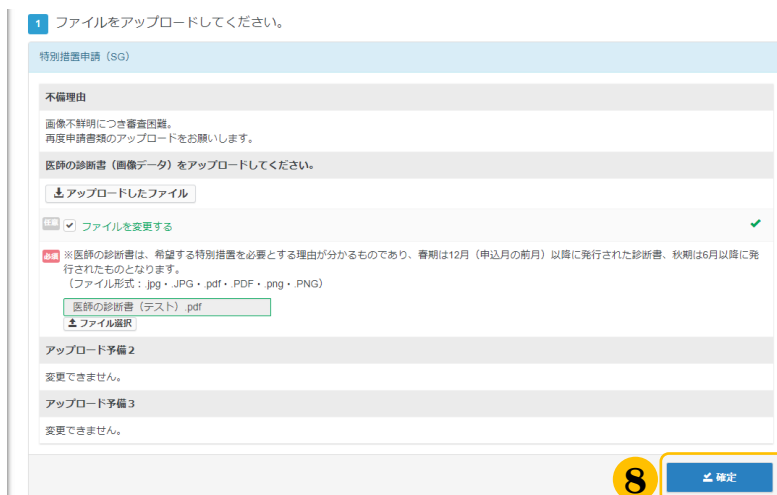 1 ファイルをアップロードしてください。
特別措置申請（SG）
不備理由
画像不鮮明につき審査困難。
再度申請書類のアップロードをお願いします。
医師の診断書（画像データ）をアップロードしてください。
アップロードしたファイル
任意 ファイルを変更する
必須 ※医師の診断書は、希望する特別措置を必要とする理由が分かるものであり、春期は12月（申込月の前月）以降に発行された診断書、秋期は6月以降に発
行されたものとなります。
（ファイル形式：.jpg・.JPG・.pdf・.PDF・.png・.PNG）
医師の診断書（テスト）.pdf
ファイル選択
アップロード予備２
変更できません。
アップロード予備３
変更できません。
8 確定